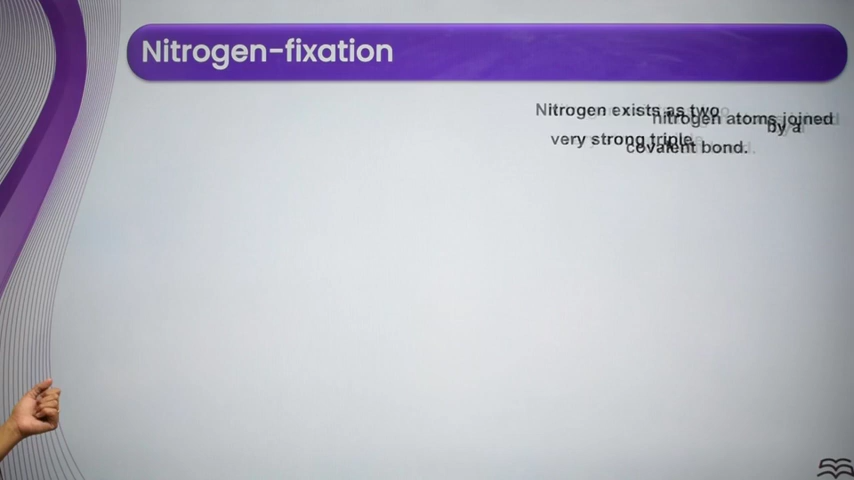 Nitrogen-fixation
Nitrogen exists as two nitrogen atoms joined by a
very strong triple covalent bond.